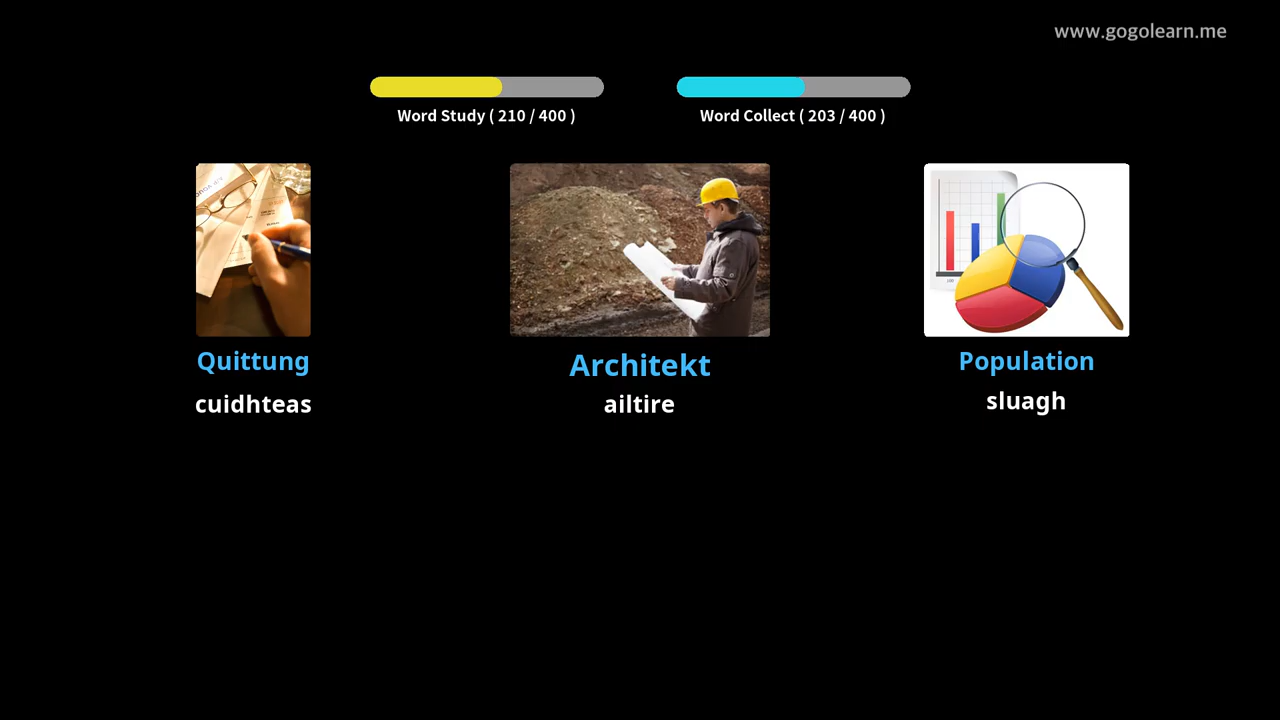 www.gogolearn.me
Word Study ( 210 / 400 )
Word Collect ( 203 / 400 )
Quittung
Architekt
Population
cuidhteas
ailtire
sluagh